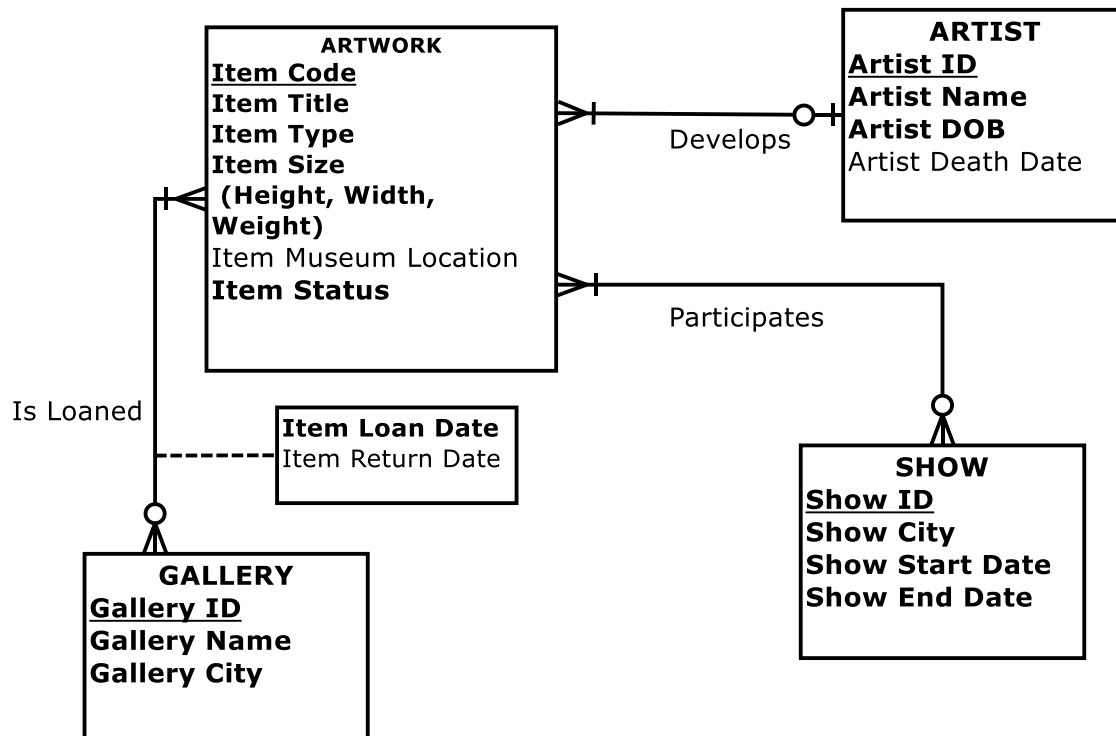 ARTWORK
Item Code
Item Title
Item Type
Item Size
(Height, Width,
Weight)
Item Museum Location
Item Status
ARTIST
Artist ID
Artist Name
Artist DOB
Artist Death Date
Develops
Participates
Is Loaned
Item Loan Date
Item Return Date
SHOW
Show ID
Show City
Show Start Date
Show End Date
GALLERY
Gallery ID
Gallery Name
Gallery City